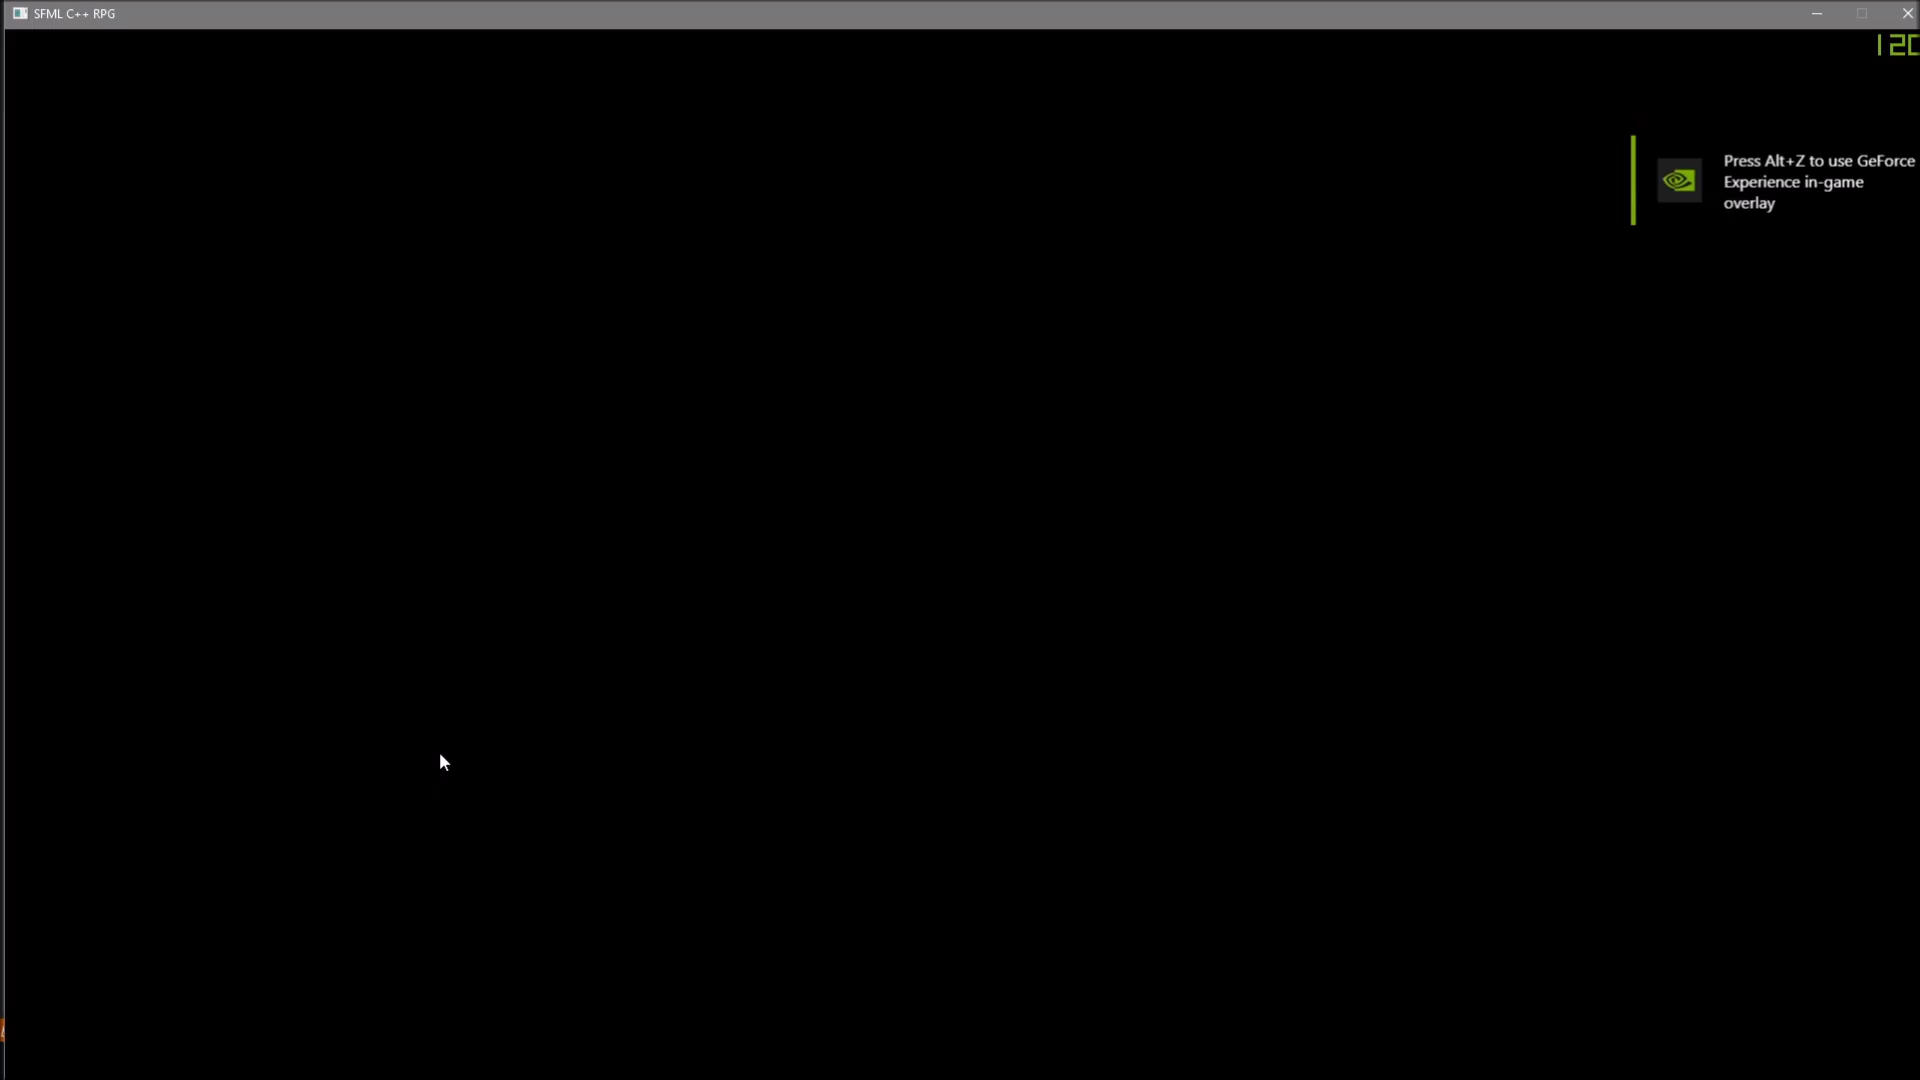 SFML C++ RPG
120
Press Alt+Z to use GeForce
Experience in-game
overlay